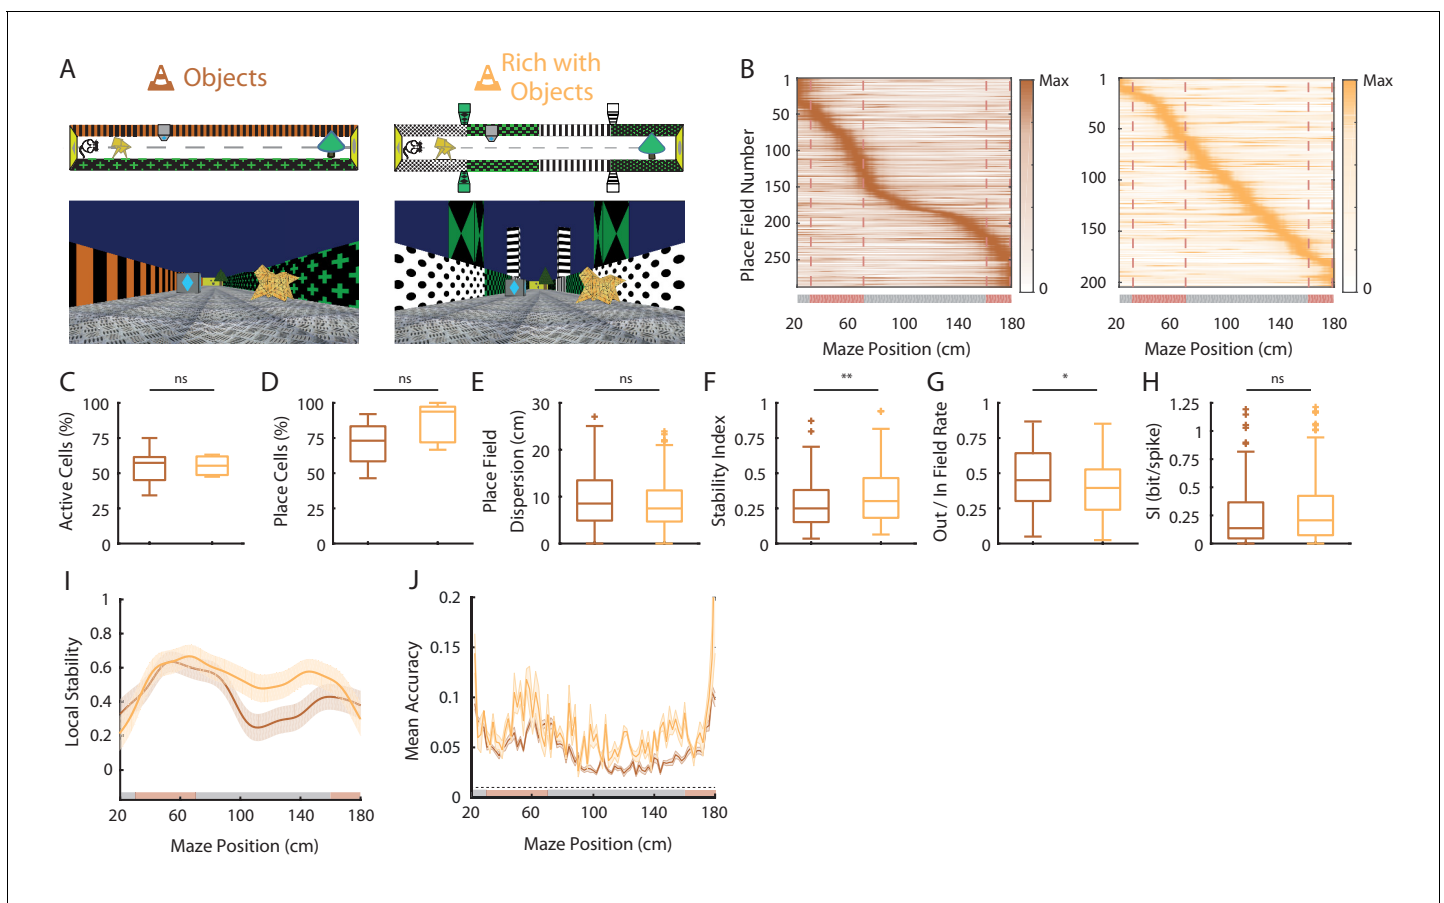 A
Objects
Rich with
Objects
B
Place Field Number
1
50
100
150
200
250
20
60
100
140
180
Maze Position (cm)
Max
0
1
50
100
150
200
20
60
100
140
180
Maze Position (cm)
Max
0
C
ns
Active Cells (%)
100
75
50
25
0
D
ns
Place Cells (%)
100
75
50
25
0
E
ns
Place Field
Dispersion (cm)
30
20
10
0
F
**
Stability Index
1
0.75
0.5
0.25
0
G
*
Out / In Field Rate
1
0.5
0.5
0
H
ns
SI (bit/spike)
1.25
1
0.75
0.5
0.25
0
I
Local Stability
1
0.8
0.6
0.4
0.2
0
20
60
100
140
180
Maze Position (cm)
J
Mean Accuracy
0.2
0.15
0.1
0.05
0
20
60
100
140
180
Maze Position (cm)